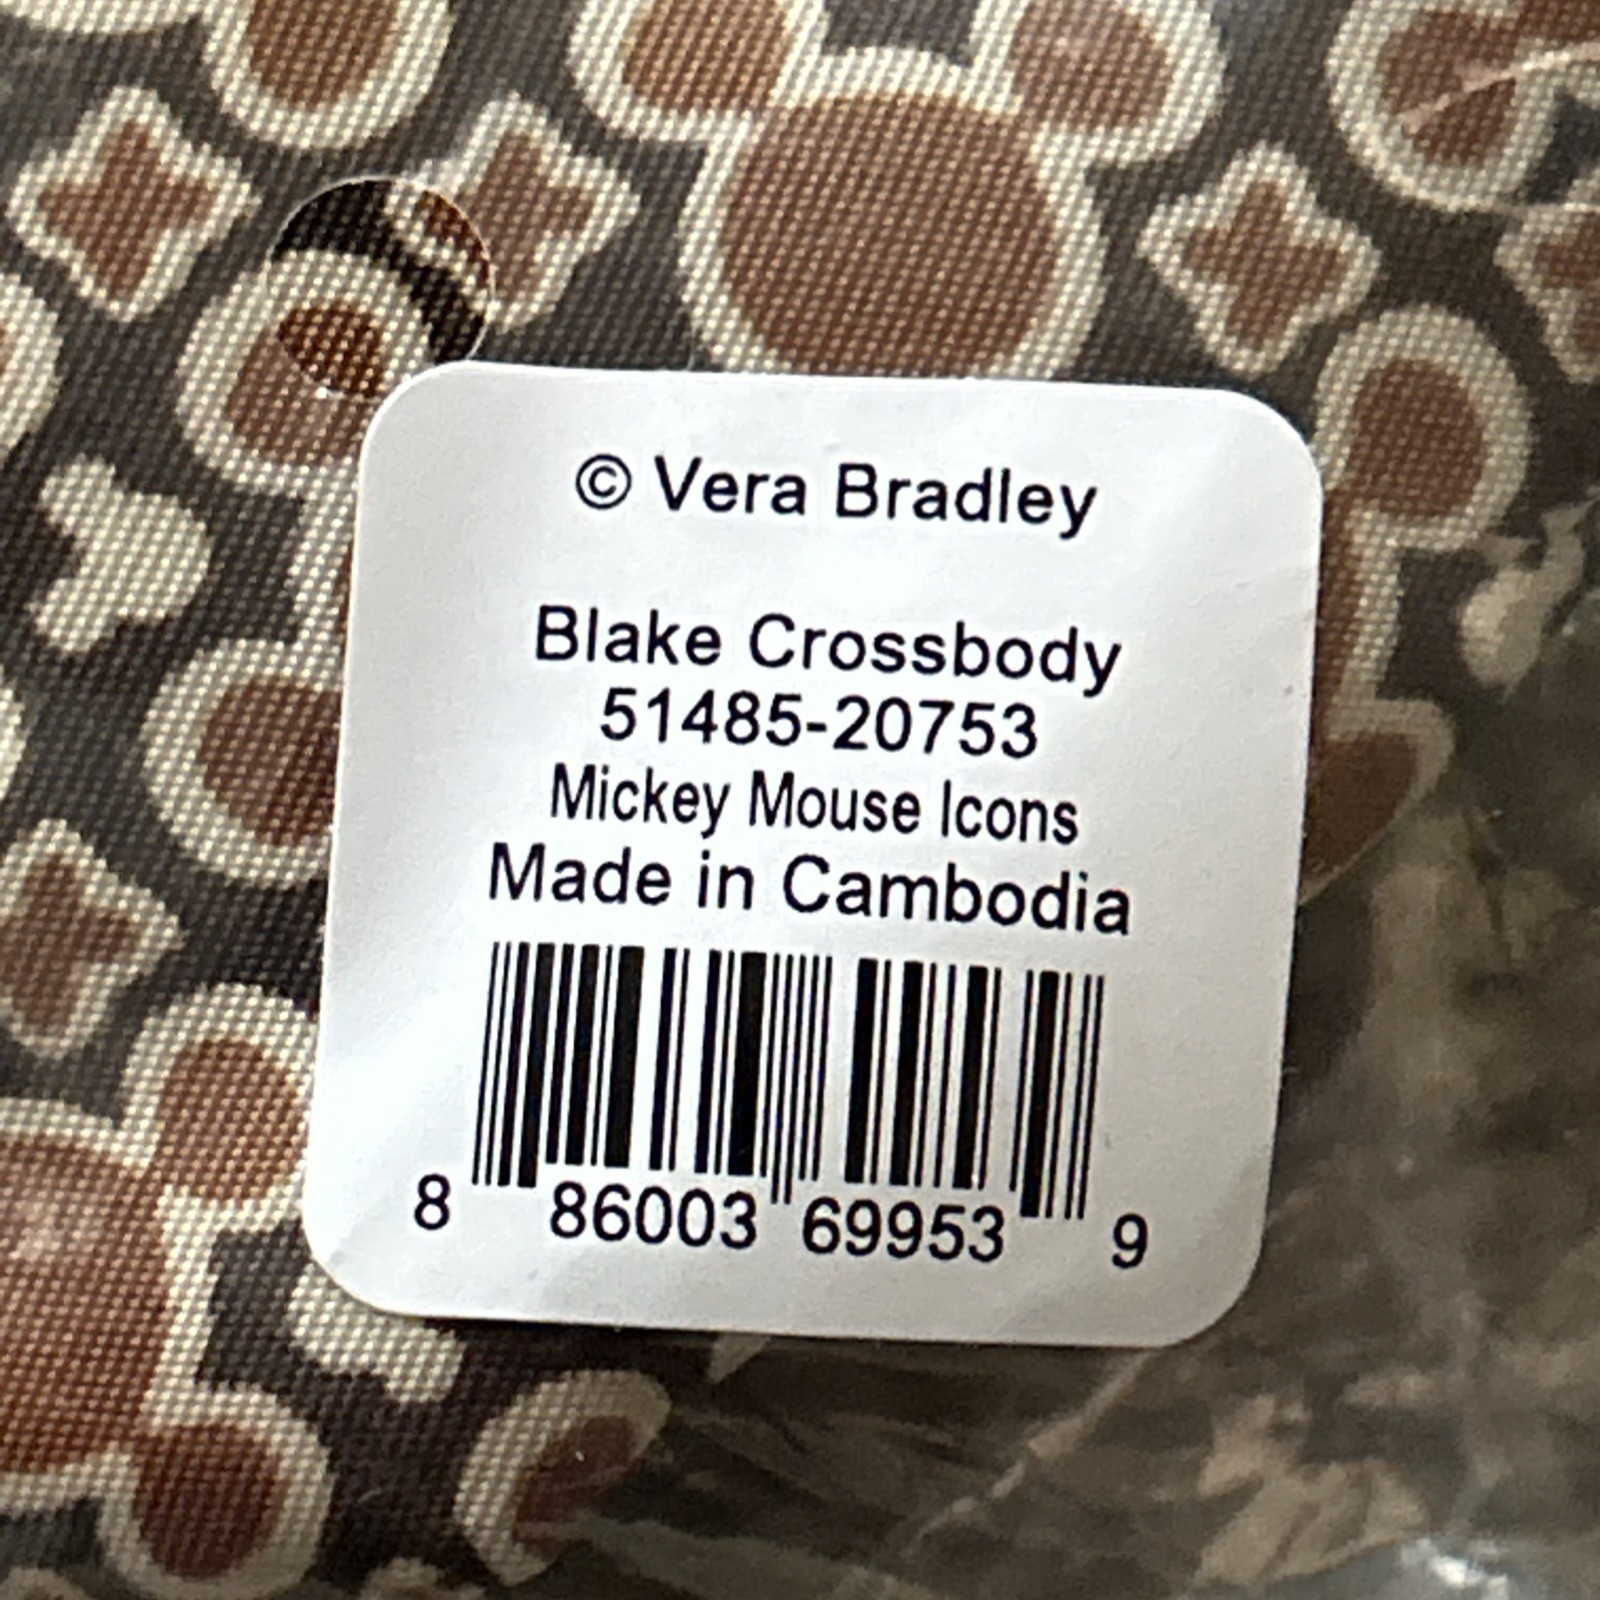 © Vera Bradley
Blake Crossbody
51485-20753
Mickey Mouse Icons
Made in Cambodia
8 86003 69953 9